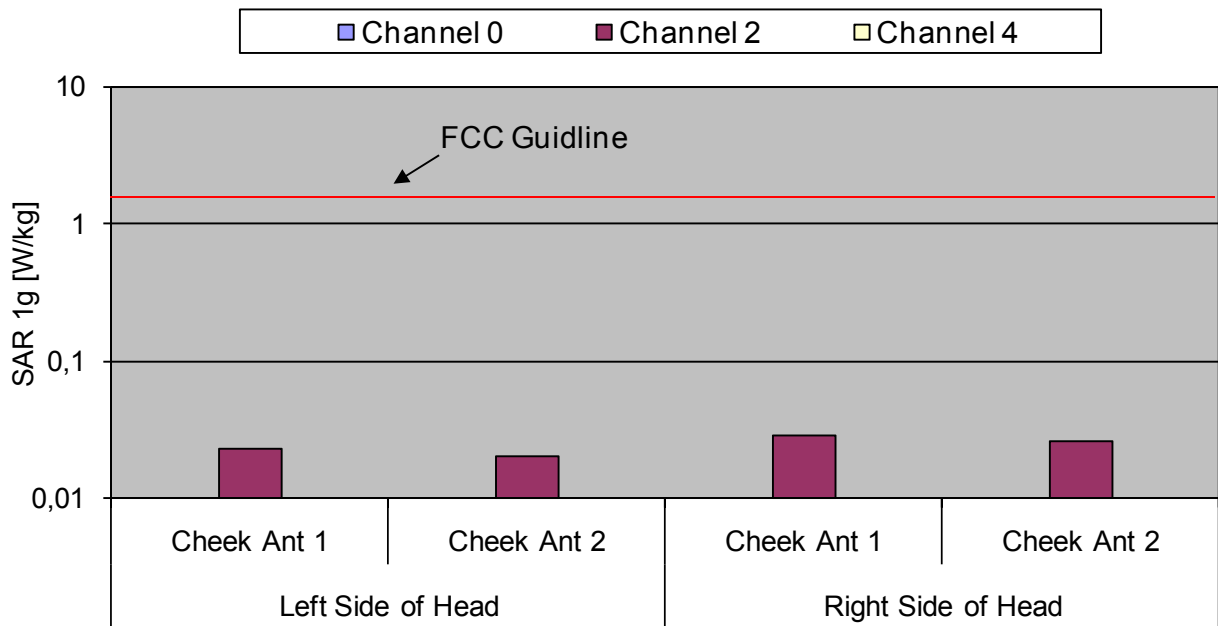 Channel 0 Channel 2 Channel 4
10
FCC Guidline
1
SAR 1g [W/kg]
0,1
0,01
Cheek Ant 1 Cheek Ant 2 Cheek Ant 1 Cheek Ant 2
Left Side of Head Right Side of Head